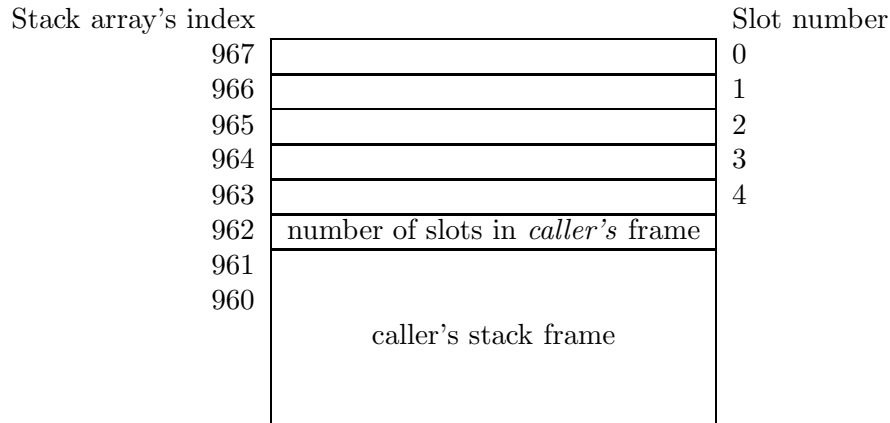 Stack array's index Slot number
967 0
966 1
965 2
964 3
963 4
962 number of slots in caller's frame
961
960
caller's stack frame